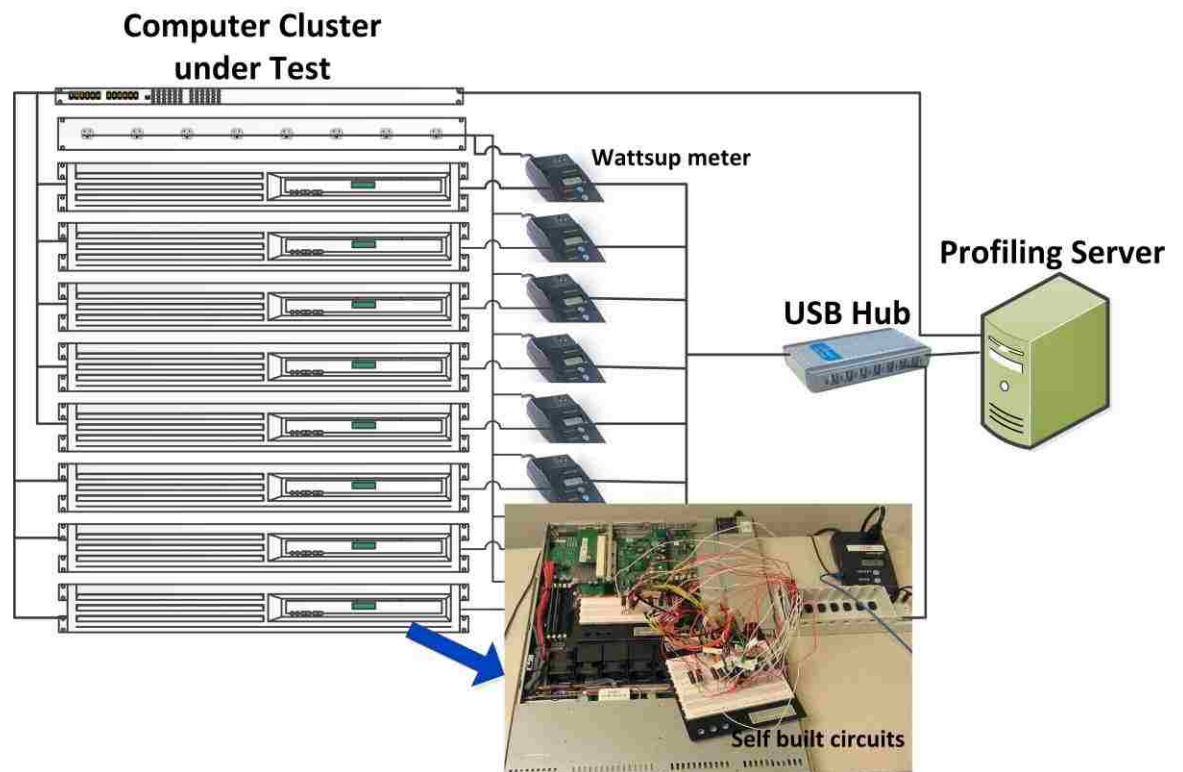 Computer Cluster
under Test
Wattsup meter
Profiling Server
USB Hub
Self built circuits